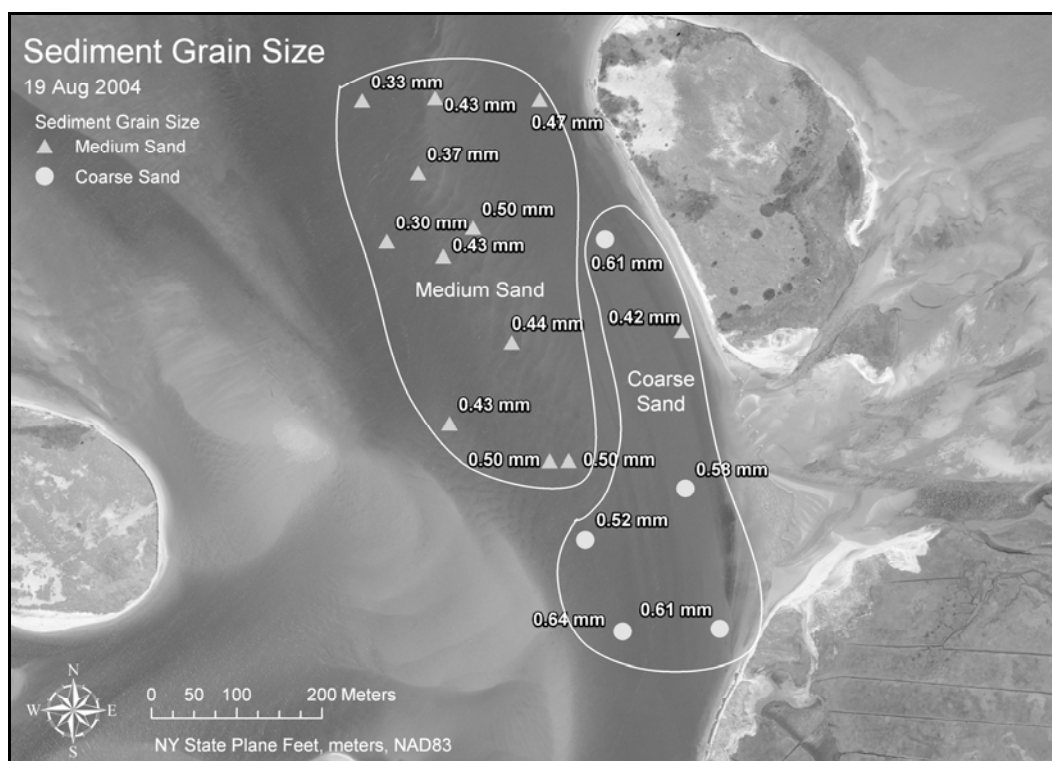 Sediment Grain Size
19 Aug 2004
Sediment Grain Size
Medium Sand
Coarse Sand
0.33 mm
0.43 mm
0.47 mm
0.37 mm
0.30 mm
0.50 mm
0.43 mm
Medium Sand
0.61 mm
0.44 mm
0.42 mm
Coarse
Sand
0.43 mm
0.50 mm
0.50 mm
0.58 mm
0.52 mm
0.64 mm
0.61 mm
N
W
E
S
0 50 100 200 Meters
NY State Plane Feet, meters, NAD83